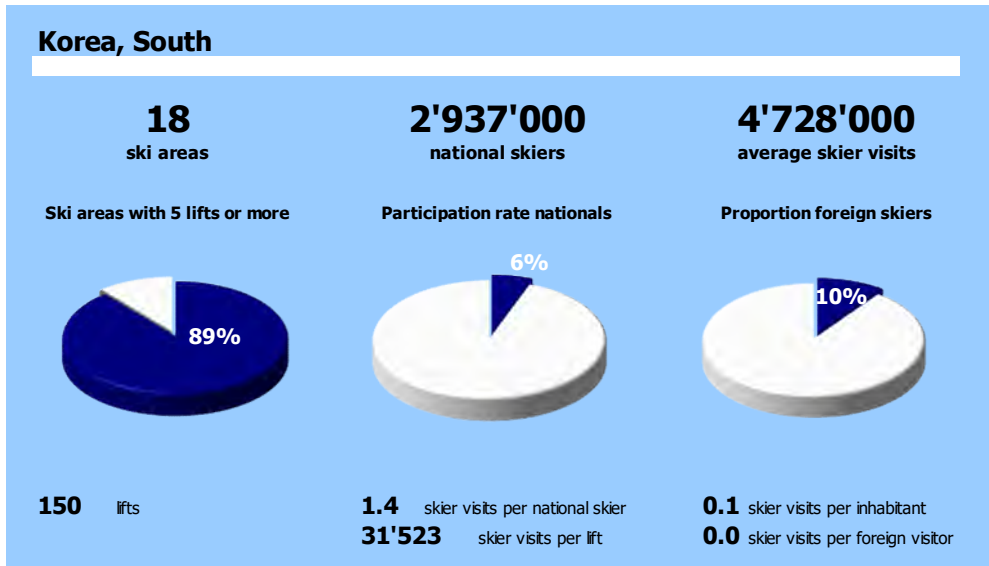 Korea, South
18 2'937'000 4'728'000
ski areas national skiers average skier visits
Ski areas with 5 lifts or more Participation rate nationals Proportion foreign skiers
6%
10%
89%
150 lifts 1.4 skier visits per national skier 0.1 skier visits per inhabitant
31'523 skier visits per lift 0.0 skier visits per foreign visitor